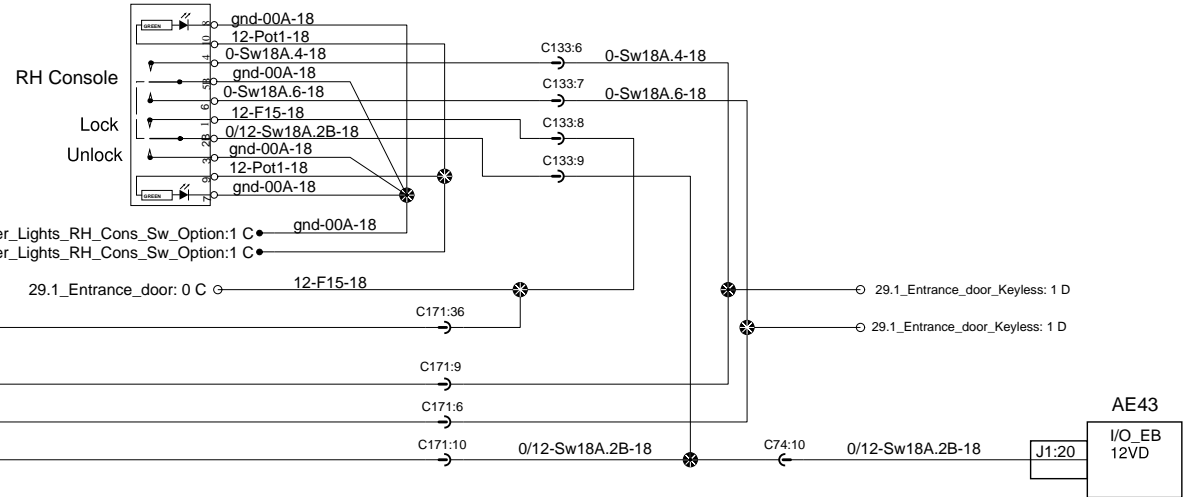 8 gnd-00A-18
GREEN
10 12-Pot1-18
4 0-Sw18A.4-18 C133:6 0-Sw18A.4-18
RH Console 5B gnd-00A-18
6 0-Sw18A.6-18 C133:7 0-Sw18A.6-18
Lock 1 12-F15-18 C133:8
2B 0/12-Sw18A.2B-18
Unlock 3 gnd-00A-18 C133:9
9 12-Pot1-18
GREEN 7 gnd-00A-18
er_Lights_RH_Cons_Sw_Option:1 C gnd-00A-18
er_Lights_RH_Cons_Sw_Option:1 C
29.1_Entrance_door: 0 C 12-F15-18 29.1_Entrance_door_Keyless: 1 D
C171:36 29.1_Entrance_door_Keyless: 1 D
C171:9
C171:6
AE43
C171:10 0/12-Sw18A.2B-18 C74:10 0/12-Sw18A.2B-18 J1:20
I/O_EB
12VD